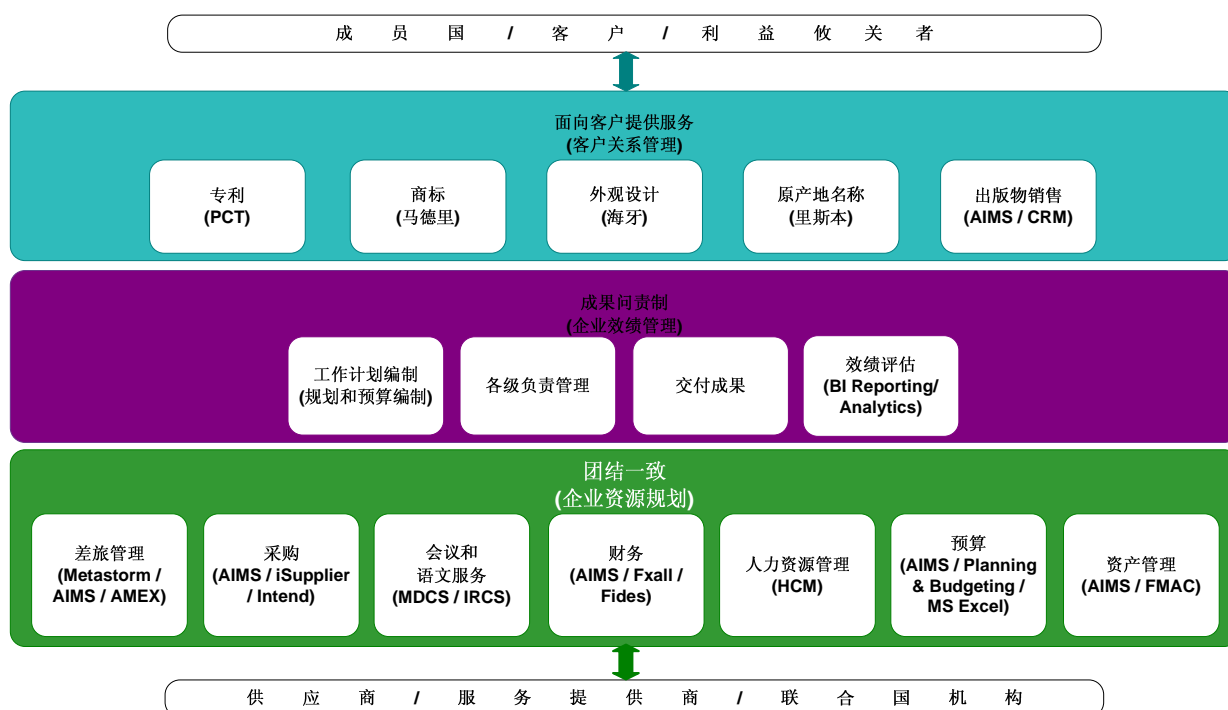 成员国/客户/利益攸关者
面向客户提供服务
(客户关系管理)
专利
(PCT)
商标
(马德里)
外观设计
(海牙)
原产地名称
(里斯本)
出版物销售
(AIMS / CRM)
成果问责制
(企业效绩管理)
工作计划编制
(规划和预算编制)
各级负责管理
交付成果
效绩评估
(BI Reporting/
Analytics)
团结一致
(企业资源规划)
差旅管理
(Metastorm /
AIMS / AMEX)
采购
(AIMS / iSupplier
/ Intend)
会议和
语文服务
(MDCS / IRCS)
财务
(AIMS / Fxall /
Fides)
人力资源管理
(HCM)
预算
(AIMS / Planning
& Budgeting /
MS Excel)
资产管理
(AIMS / FMAC)
供应商/服务提供商/联合国机构